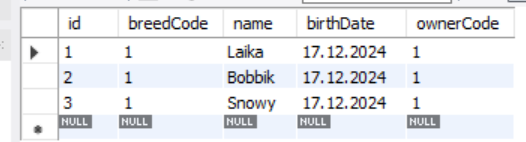 id breedCode name birthDate ownerCode
1 1 Laika 17.12.2024 1
2 1 Bobbik 17.12.2024 1
3 1 Snowy 17.12.2024 1
NULL NULL NULL NULL NULL